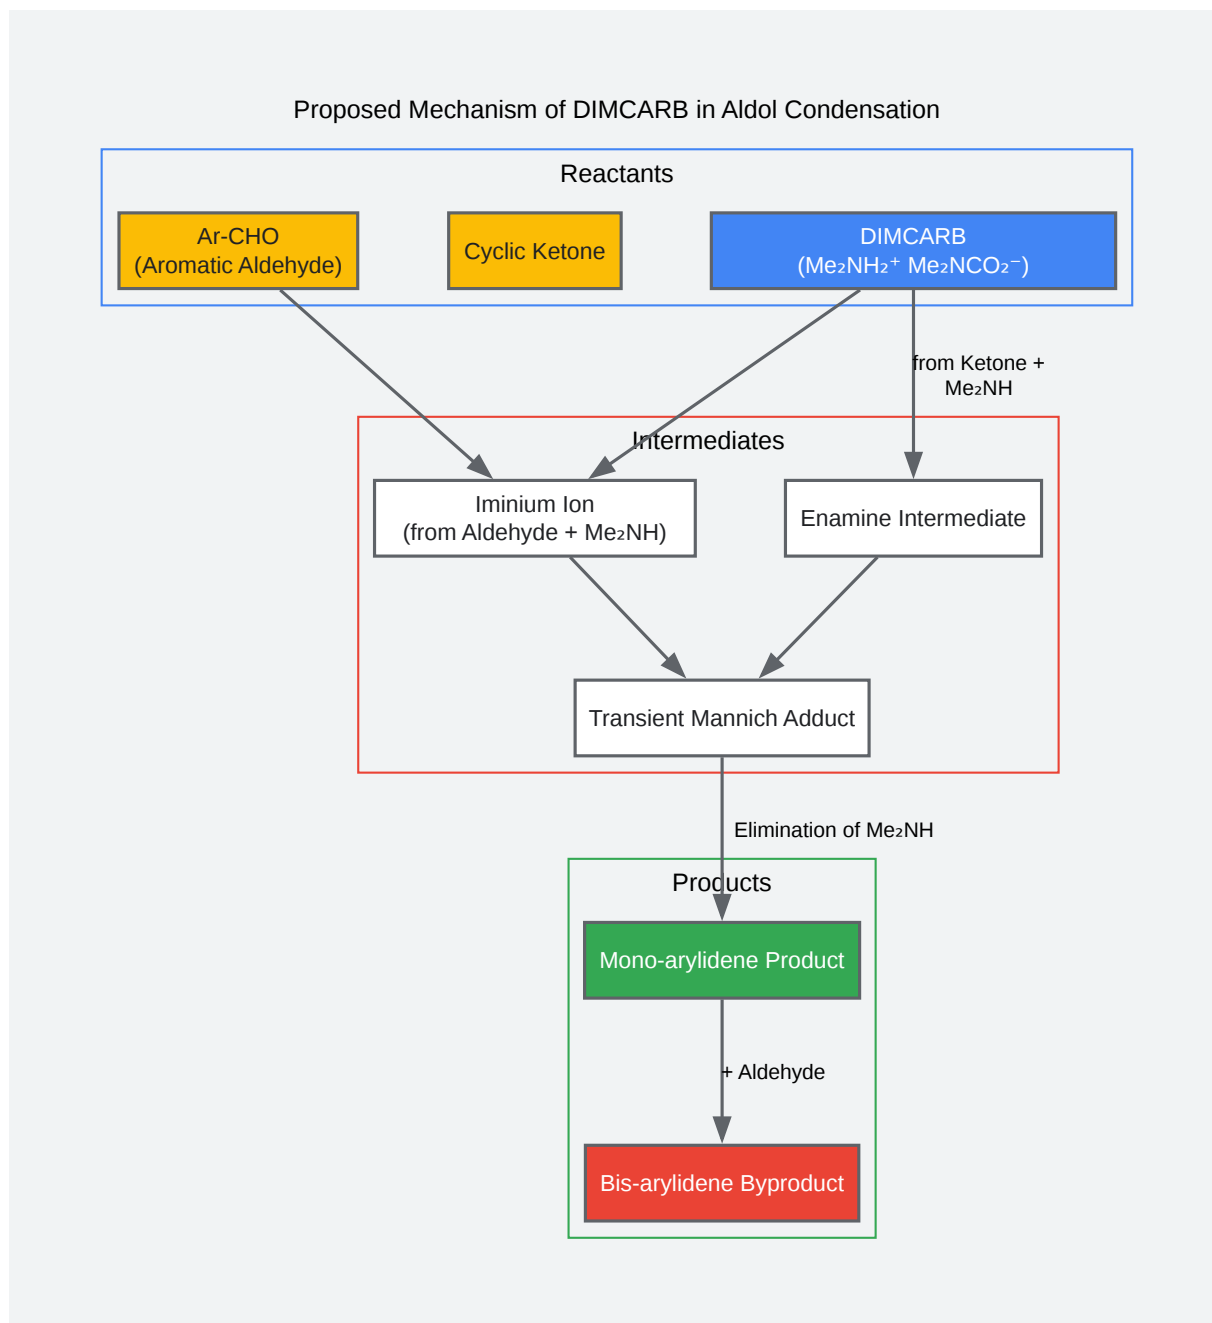 Proposed Mechanism of DIMCARB in Aldol Condensation
Reactants
Ar-CHO
(Aromatic Aldehyde)
Cyclic Ketone
DIMCARB
(Me₂NH₂⁺ Me₂NCO₂⁻)
from Ketone +
Me₂NH
Intermediates
Iminium Ion
(from Aldehyde + Me₂NH)
Enamine Intermediate
Transient Mannich Adduct
Elimination of Me₂NH
Products
Mono-arylidene Product
+ Aldehyde
Bis-arylidene Byproduct